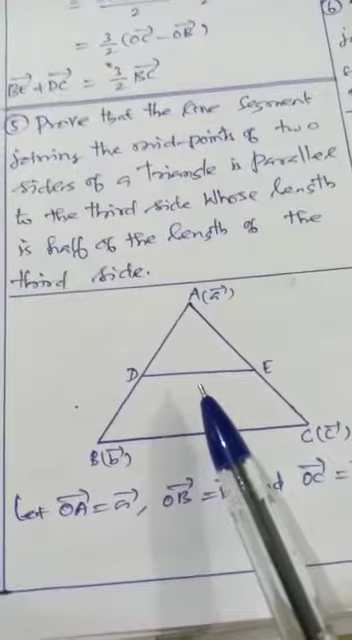 2
= 3/2 (OC⃗ - OB⃗)
+ DC⃗ = 3/2 BC⃗
⑤ Prove that the line segment
joining the mid-points of two
sides of a Triangle is parallel
to the third side whose length
is half of the length of the
third side.
A(a⃗)
D E
B(b⃗) C(c⃗)
Let OA⃗ = a⃗, OB⃗ = OC⃗ =
⑥